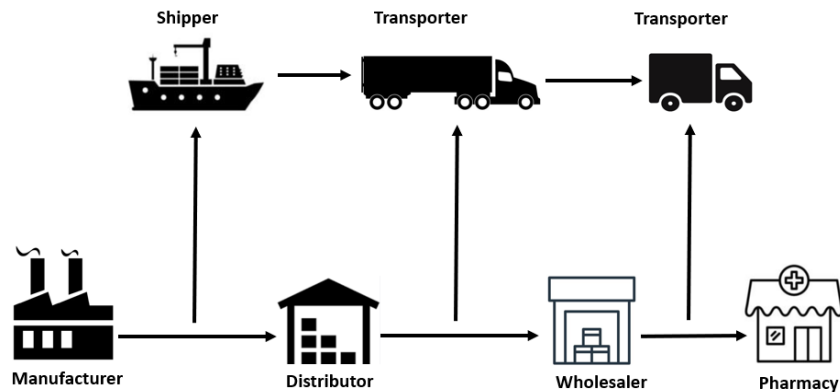 Shipper
Transporter
Transporter
Manufacturer
Distributor
Wholesaler
Pharmacy